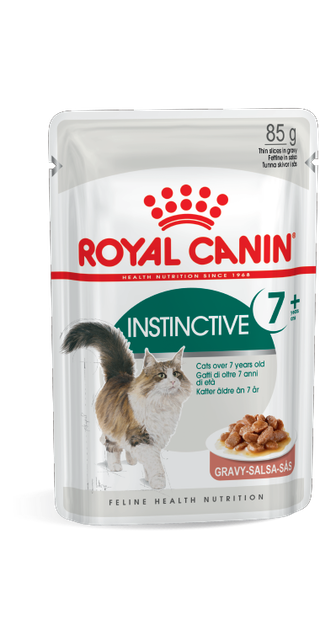 85 g
Thin slices in gravy
Fettine in salsa
Tunna skivor i sås
ROYAL CANIN®
HEALTH NUTRITION SINCE 1968
INSTINCTIVE
7+
years
Cats over 7 years old
Gatti di oltre 7 anni
di età
Katter äldre än 7 år
GRAVY-SALSA-SÅS
FELINE HEALTH NUTRITION